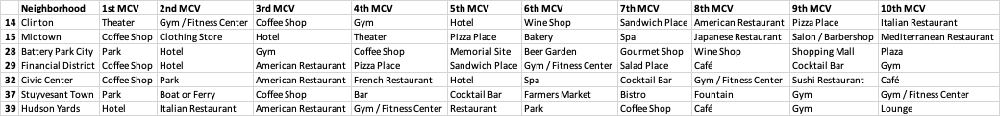 Neighborhood 1st MCV 2nd MCV 3rd MCV 4th MCV 5th MCV 6th MCV 7th MCV 8th MCV 9th MCV 10th MCV
14 Clinton Theater Gym / Fitness Center Coffee Shop Gym Hotel Wine Shop Sandwich Place American Restaurant Pizza Place Italian Restaurant
15 Midtown Coffee Shop Clothing Store Hotel Theater Pizza Place Bakery Spa Japanese Restaurant Salon / Barbershop Mediterranean Restaurant
28 Battery Park City Park Hotel Gym Coffee Shop Memorial Site Beer Garden Gourmet Shop Wine Shop Shopping Mall Plaza
29 Financial District Coffee Shop Hotel American Restaurant Pizza Place Sandwich Place Gym / Fitness Center Salad Place Café Cocktail Bar Gym
32 Civic Center Coffee Shop Park American Restaurant French Restaurant Hotel Spa Cocktail Bar Gym / Fitness Center Sushi Restaurant Café
37 Stuyvesant Town Park Boat or Ferry Coffee Shop Bar Cocktail Bar Farmers Market Bistro Fountain Gym Gym / Fitness Center
39 Hudson Yards Hotel Italian Restaurant American Restaurant Gym / Fitness Center Restaurant Park Coffee Shop Café Gym Lounge